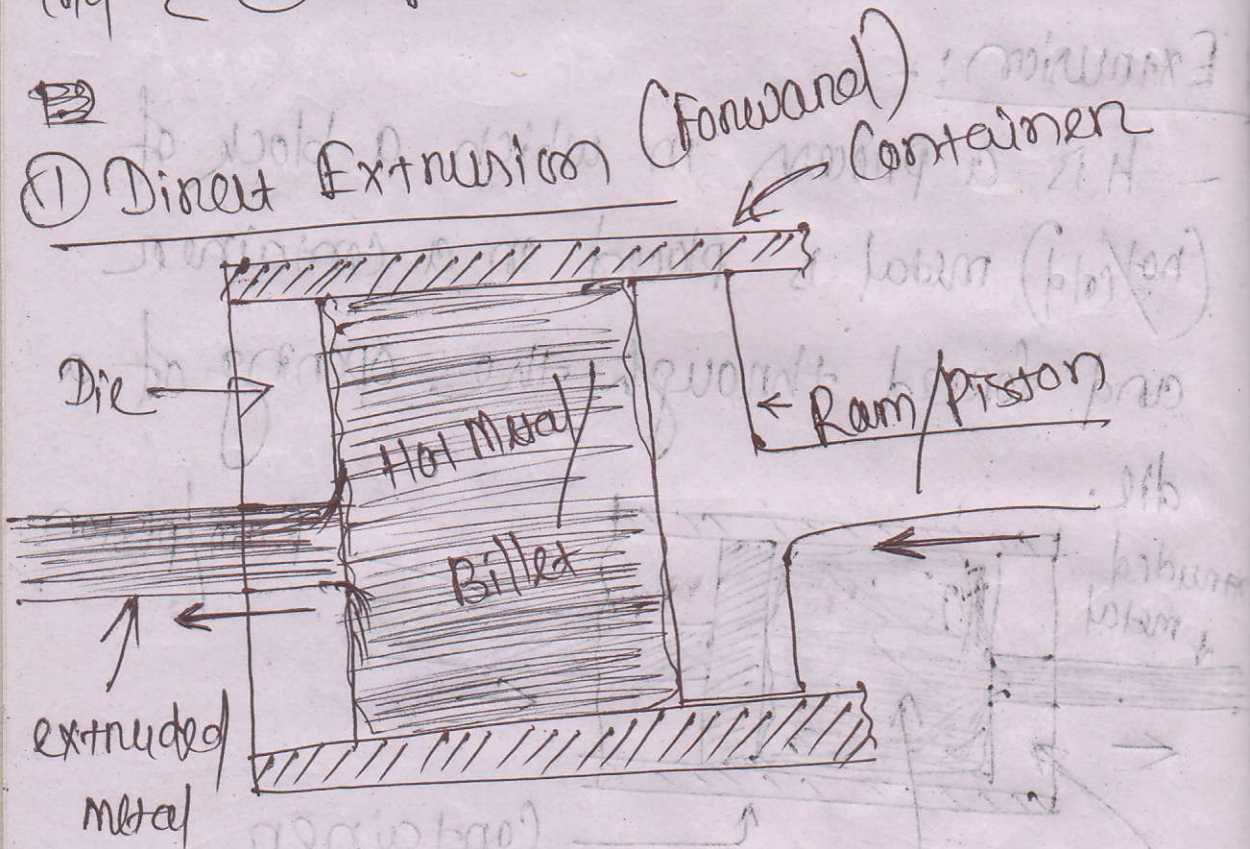 ① Direct Extrusion (Forward)
Container
Die
Ram/Piston
Hot Metal
Billet
extruded
Metal